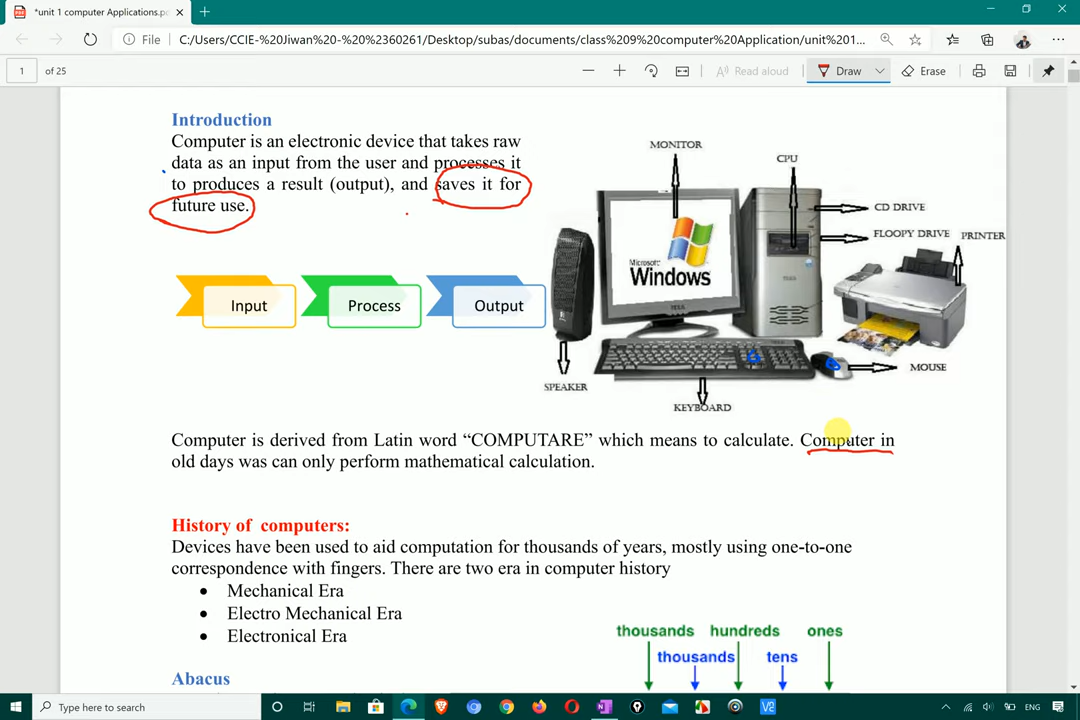 *unit 1 computer Applications.pd
File
C:/Users/CCIE-%20Jiwan%20-%20%2360261/Desktop/subas/documents/class%209%20computer%20Application/unit%201...
1 of 25
Read aloud
Draw
Erase
Introduction
Computer is an electronic device that takes raw
data as an input from the user and processes it
to produces a result (output), and saves it for
future use.
Input
Process
Output
MONITOR
CPU
CD DRIVE
FLOOPY DRIVE
PRINTER
Microsoft
Windows
SPEAKER
KEYBOARD
MOUSE
Computer is derived from Latin word “COMPUTARE” which means to calculate. Computer in
old days was can only perform mathematical calculation.
History of computers:
Devices have been used to aid computation for thousands of years, mostly using one-to-one
correspondence with fingers. There are two era in computer history
• Mechanical Era
• Electro Mechanical Era
• Electronical Era
thousands hundreds ones
thousands tens
Abacus
Type here to search
ENG